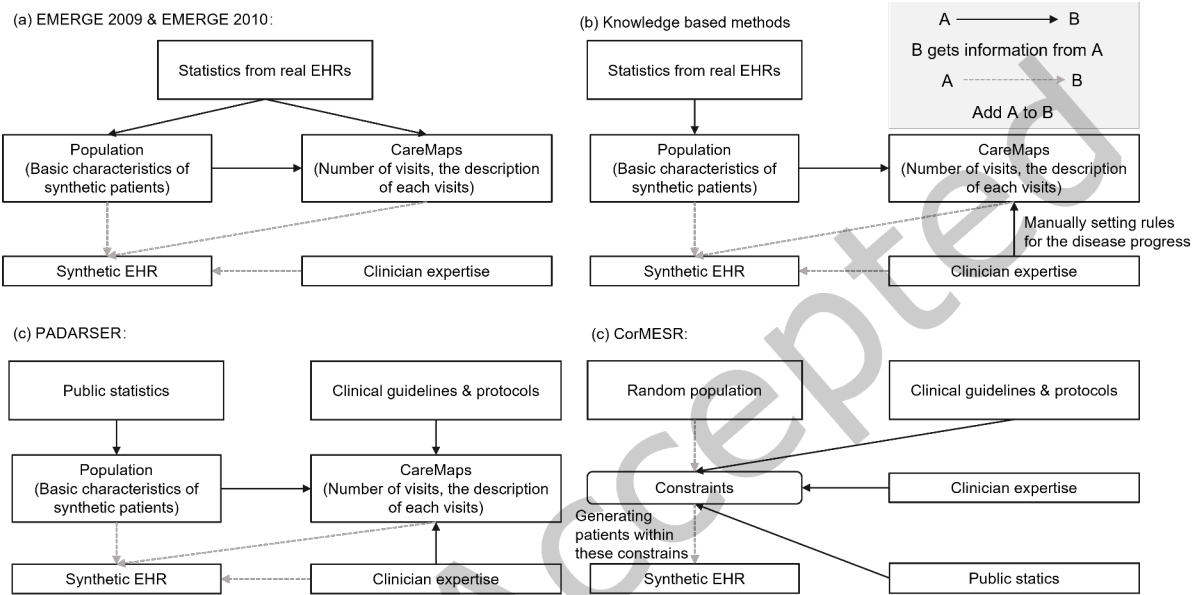 (a) EMERGE 2009 & EMERGE 2010:
Statistics from real EHRs
Population
(Basic characteristics of
synthetic patients)
CareMaps
(Number of visits, the description
of each visits)
Synthetic EHR
Clinician expertise
(b) Knowledge based methods
Statistics from real EHRs
A
B
B gets information from A
A
B
Add A to B
Population
(Basic characteristics of
synthetic patients)
CareMaps
(Number of visits, the description
of each visits)
Manually setting rules
for the disease progress
Synthetic EHR
Clinician expertise
(c) PADARSER:
Public statistics
Clinical guidelines & protocols
Population
(Basic characteristics of
synthetic patients)
CareMaps
(Number of visits, the description
of each visits)
Synthetic EHR
Clinician expertise
(c) CorMESR:
Random population
Clinical guidelines & protocols
Constraints
Clinician expertise
Generating
patients within
these constrains
Synthetic EHR
Public statics
Accepted